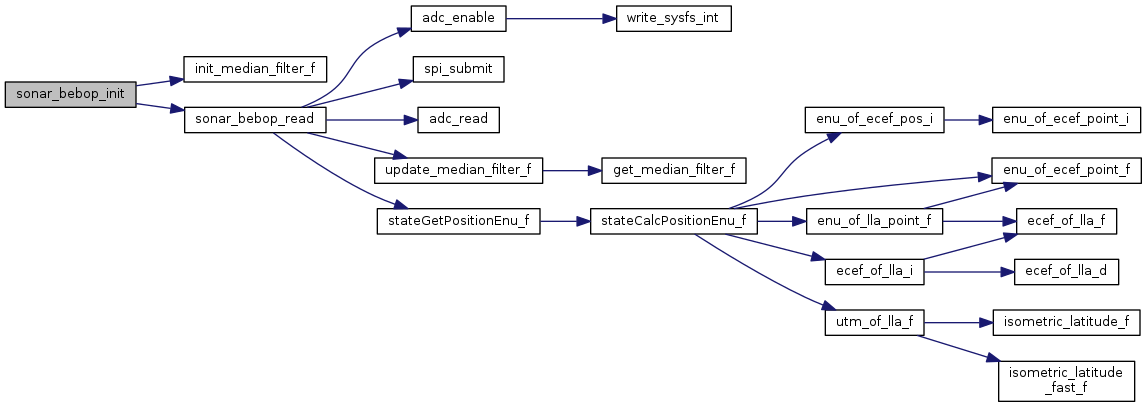 sonar_bebop_init
init_median_filter_f
sonar_bebop_read
adc_enable
write_sysfs_int
spi_submit
adc_read
update_median_filter_f
get_median_filter_f
stateGetPositionEnu_f
stateCalcPositionEnu_f
enu_of_ecef_pos_i
enu_of_ecef_point_i
enu_of_ecef_point_f
enu_of_lla_point_f
ecef_of_lla_f
ecef_of_lla_i
ecef_of_lla_d
utm_of_lla_f
isometric_latitude_f
isometric_latitude
_fast_f